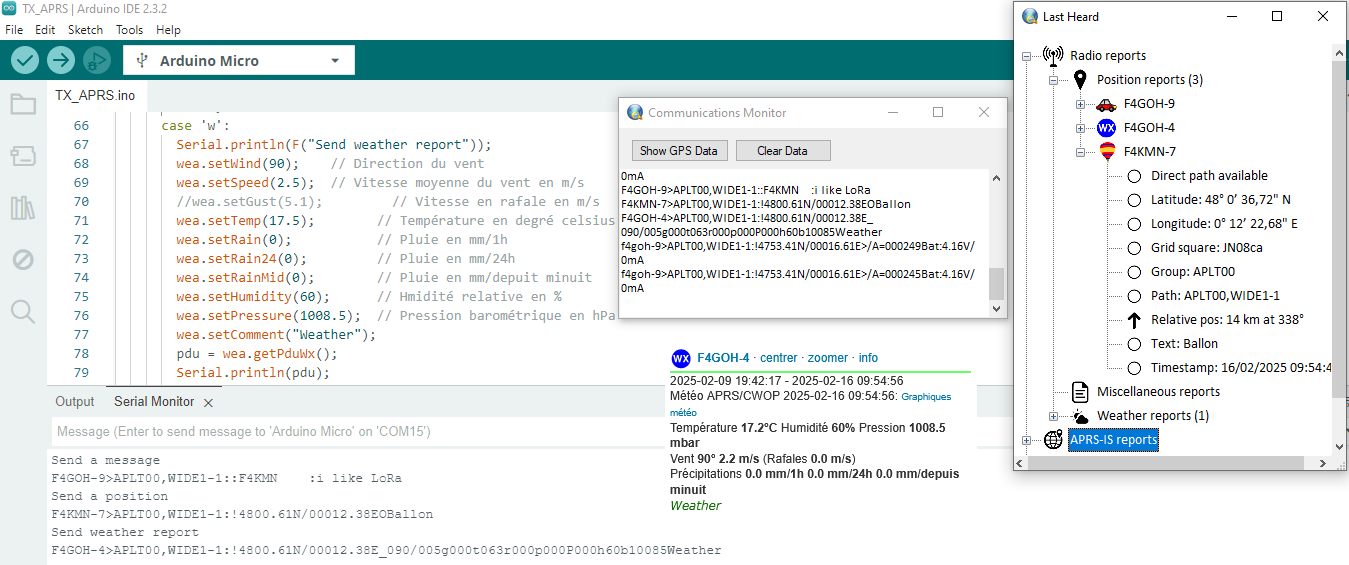 TX_APRS | Arduino IDE 2.3.2
File Edit Sketch Tools Help
Arduino Micro
TX_APRS.ino
66 case 'w':
67 Serial.println(F("Send weather report"));
68 wea.setWind(90); // Direction du vent
69 wea.setSpeed(2.5); // Vitesse moyenne du vent en m/s
70 //wea.setGust(5.1); // Vitesse en rafale en m/s
71 wea.setTemp(17.5); // Température en degré celsius
72 wea.setRain(0); // Pluie en mm/1h
73 wea.setRain24(0); // Pluie en mm/24h
74 wea.setRainMid(0); // Pluie en mm/depuit minuit
75 wea.setHumidity(60); // Hmidité relative en %
76 wea.setPressure(1008.5); // Pression barométrique en hPa
77 wea.setComment("Weather");
78 pdu = wea.getPduWx();
79 Serial.println(pdu);
Output Serial Monitor
Message (Enter to send message to 'Arduino Micro' on 'COM15')
Send a message
F4GOH-9>APLT00,WIDE1-1::F4KMN    :i like LoRa
Send a position
F4KMN-7>APLT00,WIDE1-1:!4800.61N/00012.38EOBallon
Send weather report
F4GOH-4>APLT00,WIDE1-1:!4800.61N/00012.38E_090/005g000t063r000p000P000h60b10085Weather
Communications Monitor
Show GPS Data Clear Data
0mA
F4GOH-9>APLT00,WIDE1-1::F4KMN    :i like LoRa
F4KMN-7>APLT00,WIDE1-1:!4800.61N/00012.38EOBallon
F4GOH-4>APLT00,WIDE1-1:!4800.61N/00012.38E_
090/005g000t063r000p000P000h60b10085Weather
f4goh-9>APLT00,WIDE1-1:!4753.41N/00016.61E>/A=000249Bat:4.16V/
0mA
f4goh-9>APLT00,WIDE1-1:!4753.41N/00016.61E>/A=000245Bat:4.16V/
0mA
WX F4GOH-4 · centrer · zoomer · info
2025-02-09 19:42:17 - 2025-02-16 09:54:56
Météo APRS/CWOP 2025-02-16 09:54:56: Graphiques
météo
Température 17.2°C Humidité 60% Pression 1008.5
mbar
Vent 90° 2.2 m/s (Rafales 0.0 m/s)
Précipitations 0.0 mm/1h 0.0 mm/24h 0.0 mm/depuis
minuit
Weather
Last Heard
Radio reports
Position reports (3)
F4GOH-9
WX F4GOH-4
F4KMN-7
Direct path available
Latitude: 48° 0' 36,72" N
Longitude: 0° 12' 22,68" E
Grid square: JN08ca
Group: APLT00
Path: APLT00,WIDE1-1
Relative pos: 14 km at 338°
Text: Ballon
Timestamp: 16/02/2025 09:54:4
Miscellaneous reports
Weather reports (1)
APRS-IS reports